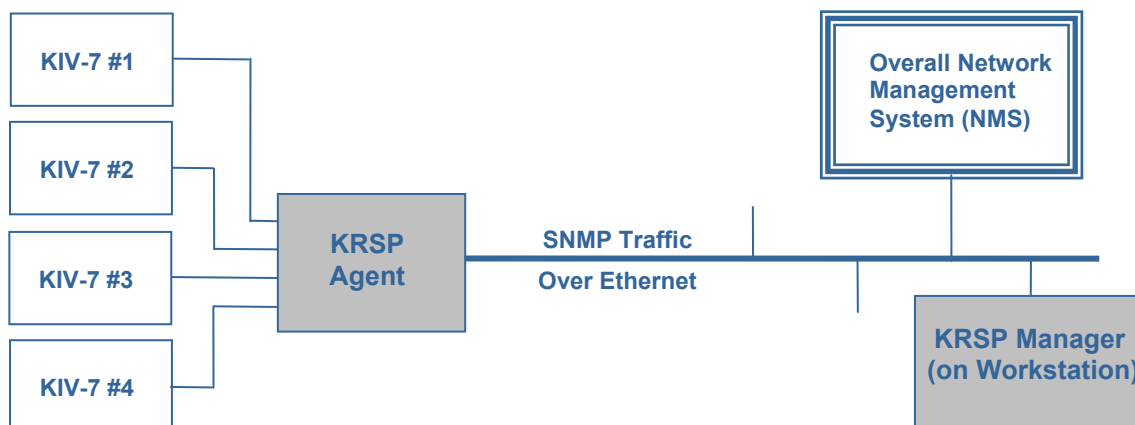 KIV-7 #1
KIV-7 #2
KIV-7 #3
KIV-7 #4
KRSP
Agent
SNMP Traffic
Over Ethernet
Overall Network
Management
System (NMS)
KRSP Manager
(on Workstation)